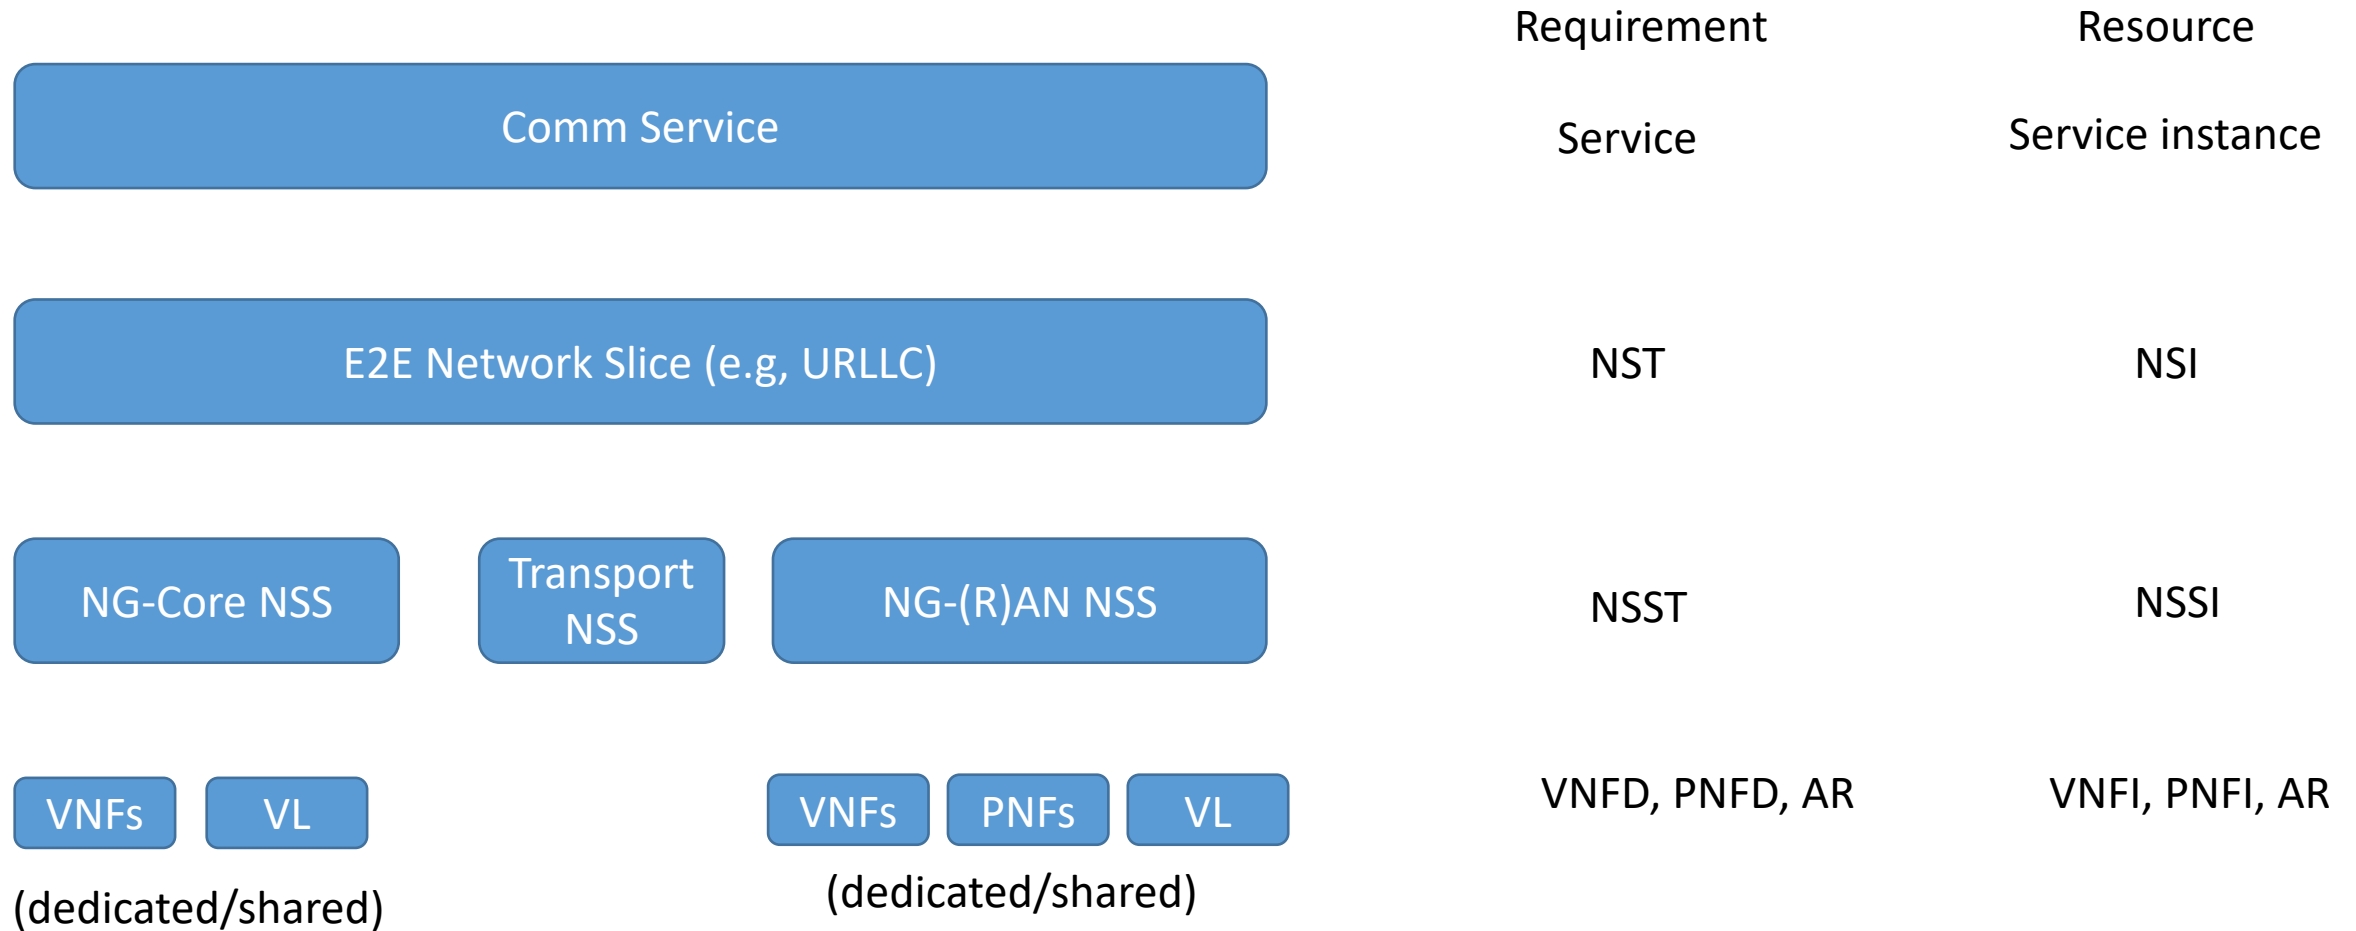 Requirement
Resource
Comm Service
Service
Service instance
E2E Network Slice (e.g, URLLC)
NST
NSI
NG-Core NSS
Transport
NSS
NG-(R)AN NSS
NSST
NSSI
VNFs
VL
VNFs
PNFs
VL
VNFD, PNFD, AR
VNFI, PNFI, AR
(dedicated/shared)
(dedicated/shared)